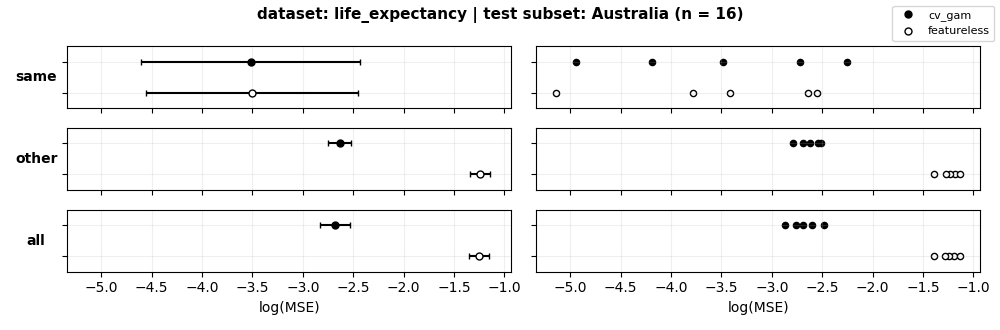 dataset: life_expectancy | test subset: Australia (n = 16)
cv_gam
featureless
same
other
all
−5.0 −4.5 −4.0 −3.5 −3.0 −2.5 −2.0 −1.5 −1.0
log(MSE)
−5.0 −4.5 −4.0 −3.5 −3.0 −2.5 −2.0 −1.5 −1.0
log(MSE)